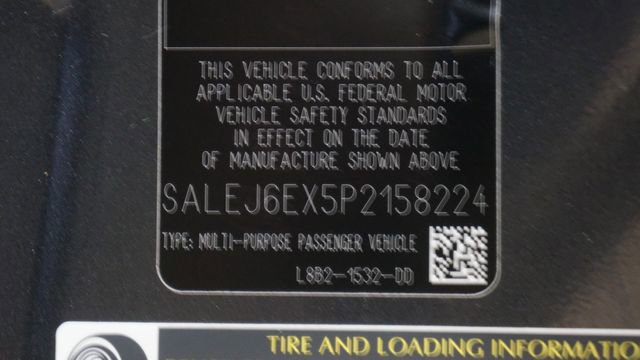 THIS VEHICLE CONFORMS TO ALL
APPLICABLE U.S. FEDERAL MOTOR
VEHICLE SAFETY STANDARDS
IN EFFECT ON THE DATE
OF MANUFACTURE SHOWN ABOVE
SALEJ6EX5P2158224
TYPE: MULTI-PURPOSE PASSENGER VEHICLE
L8B2-1532-DD
TIRE AND LOADING INFORMATIO